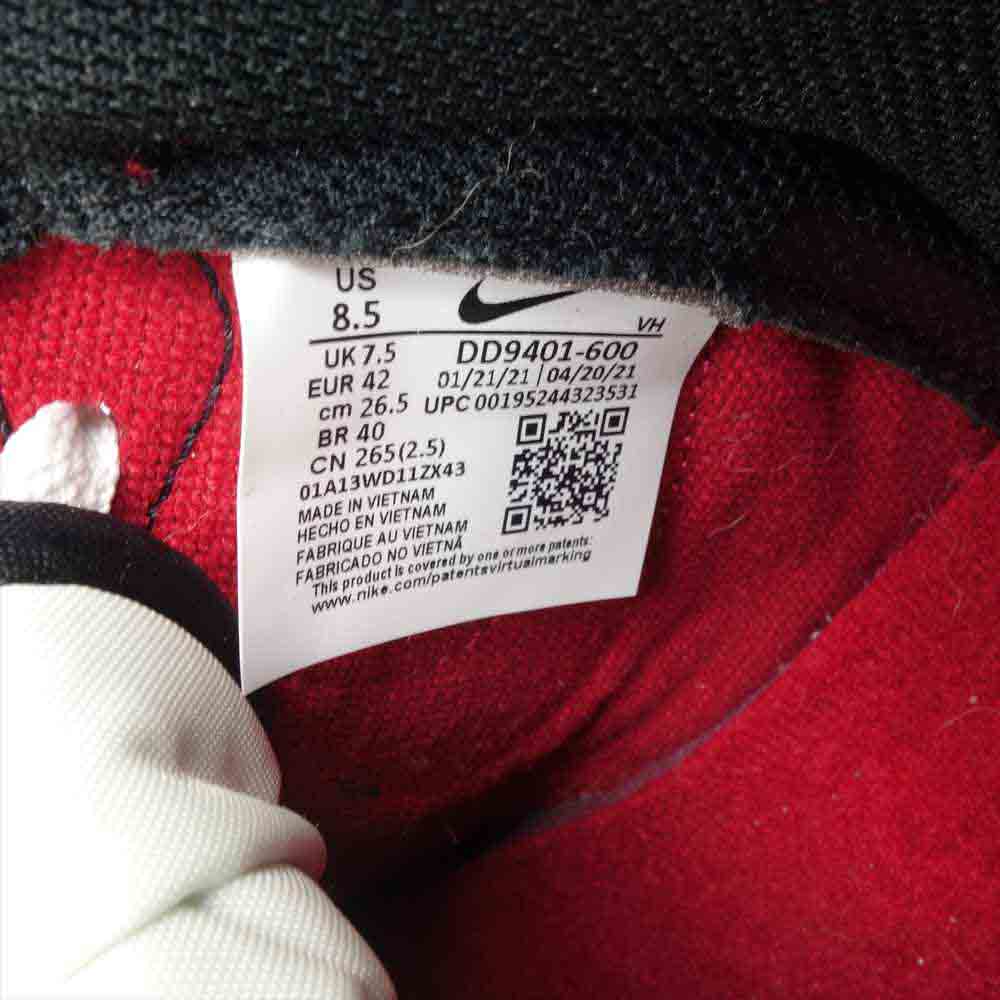 US
8.5
VH
UK 7.5
EUR 42
cm 26.5
BR 40
CN 265(2.5)
DD9401-600
01/21/21 | 04/20/21
UPC 00195244323531
01A13WD11ZX43
MADE IN VIETNAM
HECHO EN VIETNAM
FABRIQUE AU VIETNAM
FABRICADO NO VIETNÃ
This product is covered by one or more patents:
www.nike.com/patentsvirtualmarking